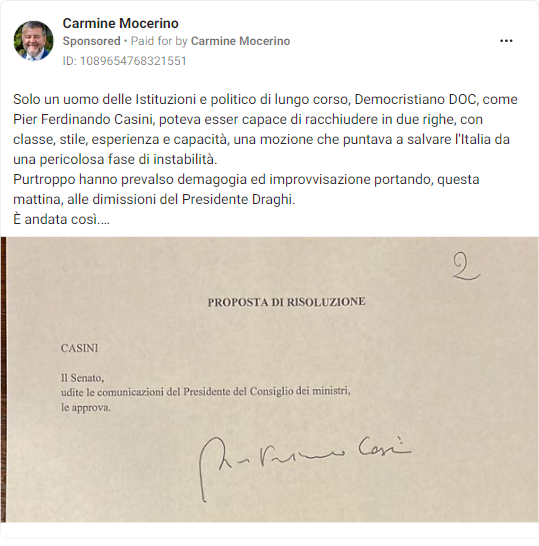 Carmine Mocerino
Sponsored • Paid for by Carmine Mocerino
ID: 1089654768321551
Solo un uomo delle Istituzioni e politico di lungo corso, Democristiano DOC, come
Pier Ferdinando Casini, poteva esser capace di racchiudere in due righe, con
classe, stile, esperienza e capacità, una mozione che puntava a salvare l'Italia da
una pericolosa fase di instabilità.
Purtroppo hanno prevalso demagogia ed improvvisazione portando, questa
mattina, alle dimissioni del Presidente Draghi.
È andata così....
2
PROPOSTA DI RISOLUZIONE
CASINI
Il Senato,
udite le comunicazioni del Presidente del Consiglio dei ministri,
le approva.